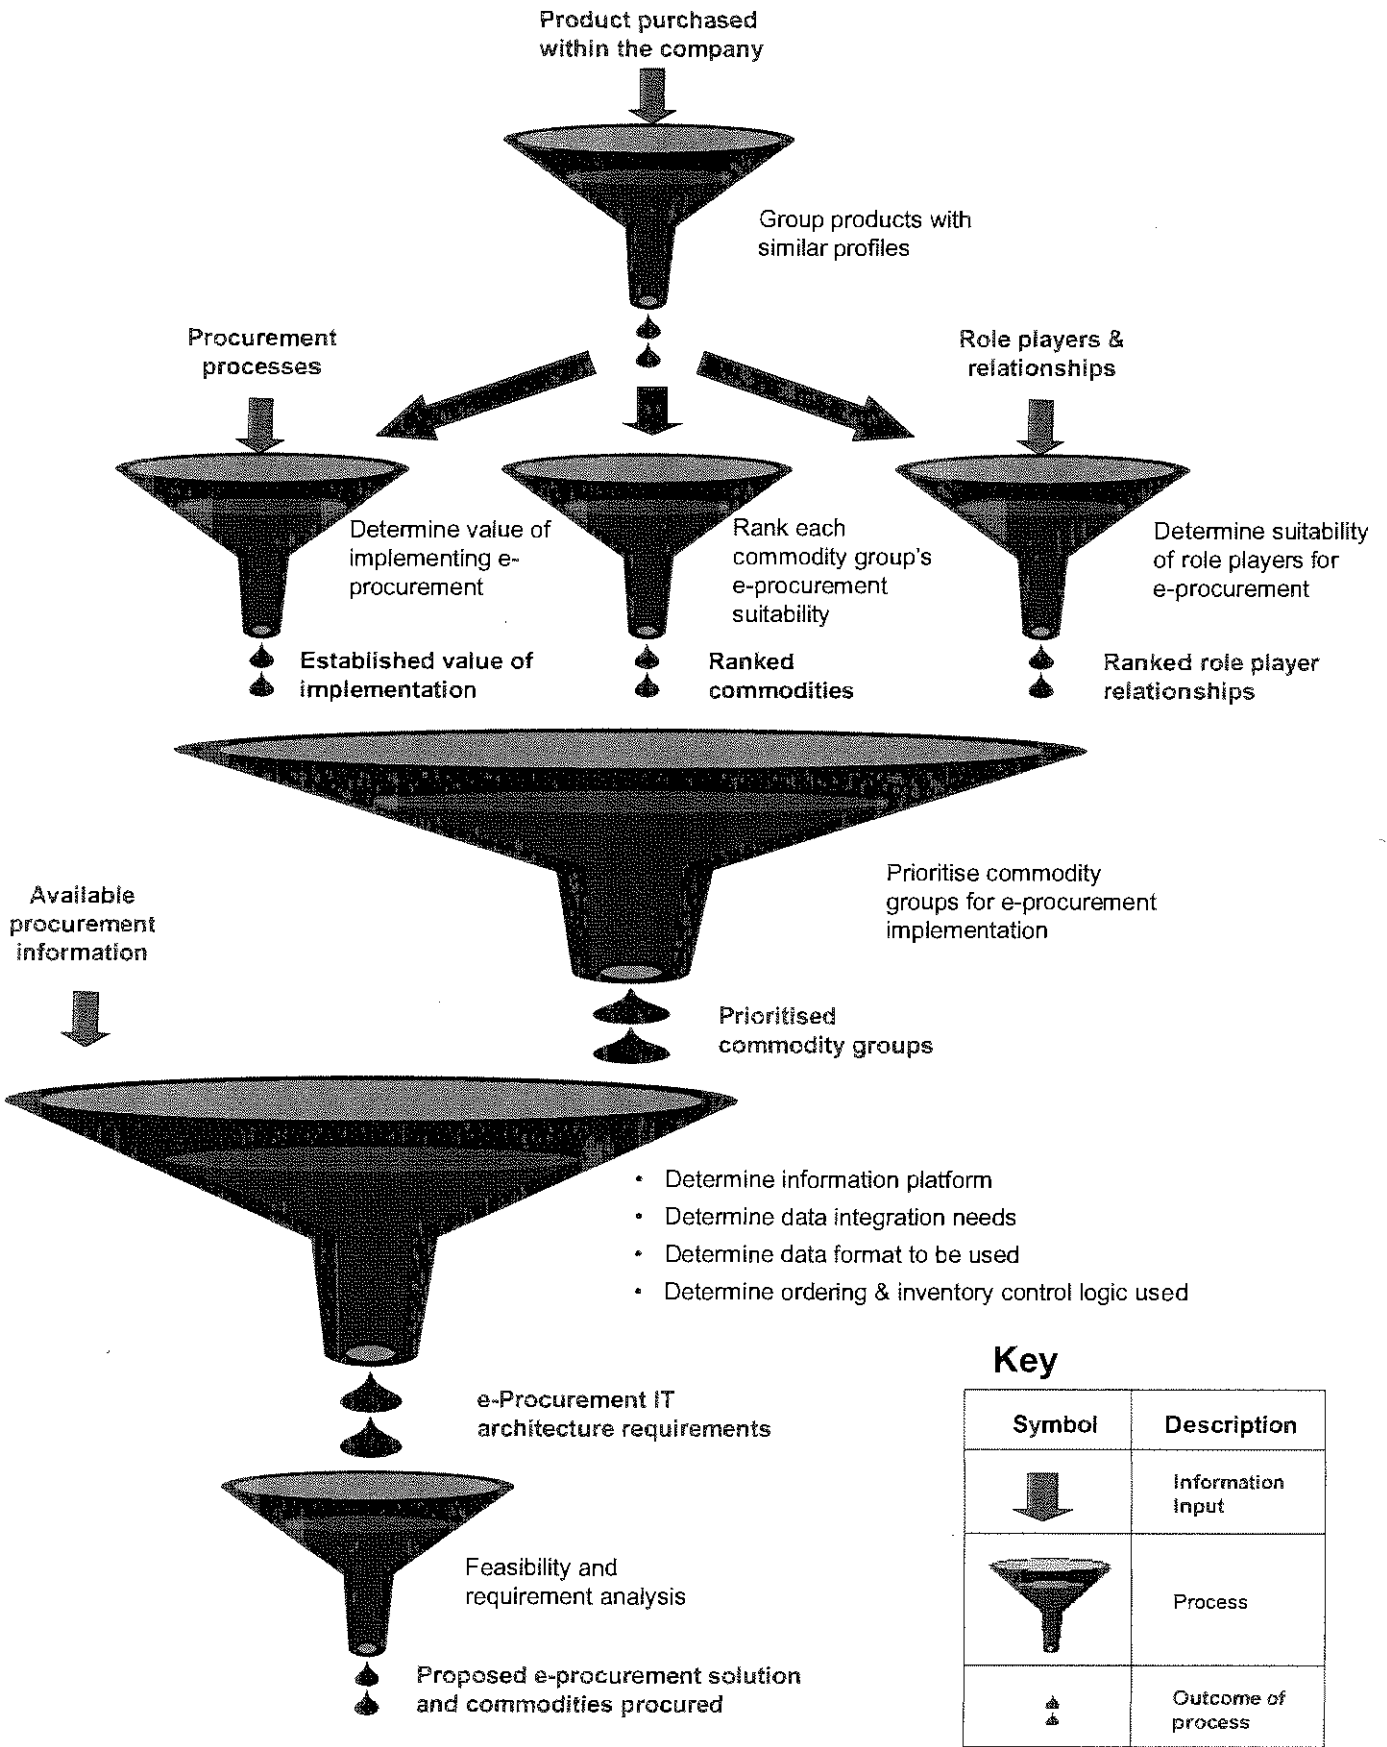 Product purchased
within the company
Group products with
similar profiles
Procurement
processes
Role players &
relationships
Determine value of
implementing e-
procurement
Rank each
commodity group's
e-procurement
suitability
Determine suitability
of role players for
e-procurement
Established value of
implementation
Ranked
commodities
Ranked role player
relationships
Prioritise commodity
groups for e-procurement
implementation
Available
procurement
information
Prioritised
commodity groups
• Determine information platform
• Determine data integration needs
• Determine data format to be used
• Determine ordering & inventory control logic used
e-Procurement IT
architecture requirements
Feasibility and
requirement analysis
Proposed e-procurement solution
and commodities procured
Key
Symbol Description
Information
Input
Process
Outcome of
process